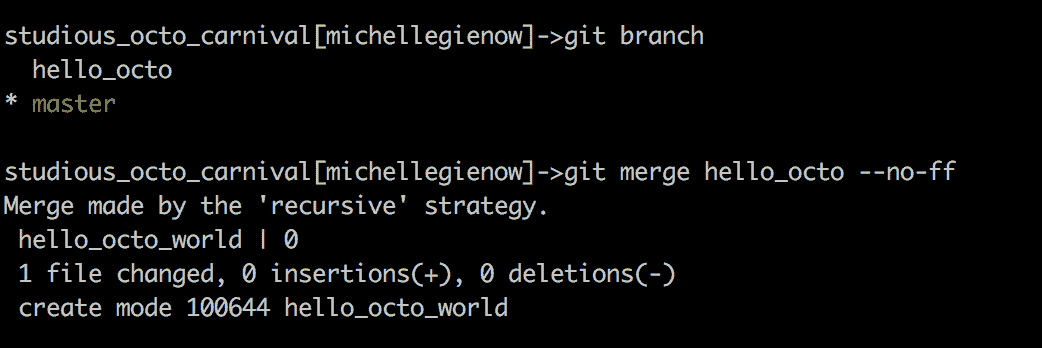 studious_octo_carnival[michellegienow]->git branch
  hello_octo
* master
studious_octo_carnival[michellegienow]->git merge hello_octo --no-ff
Merge made by the 'recursive' strategy.
 hello_octo_world | 0
 1 file changed, 0 insertions(+), 0 deletions(-)
 create mode 100644 hello_octo_world